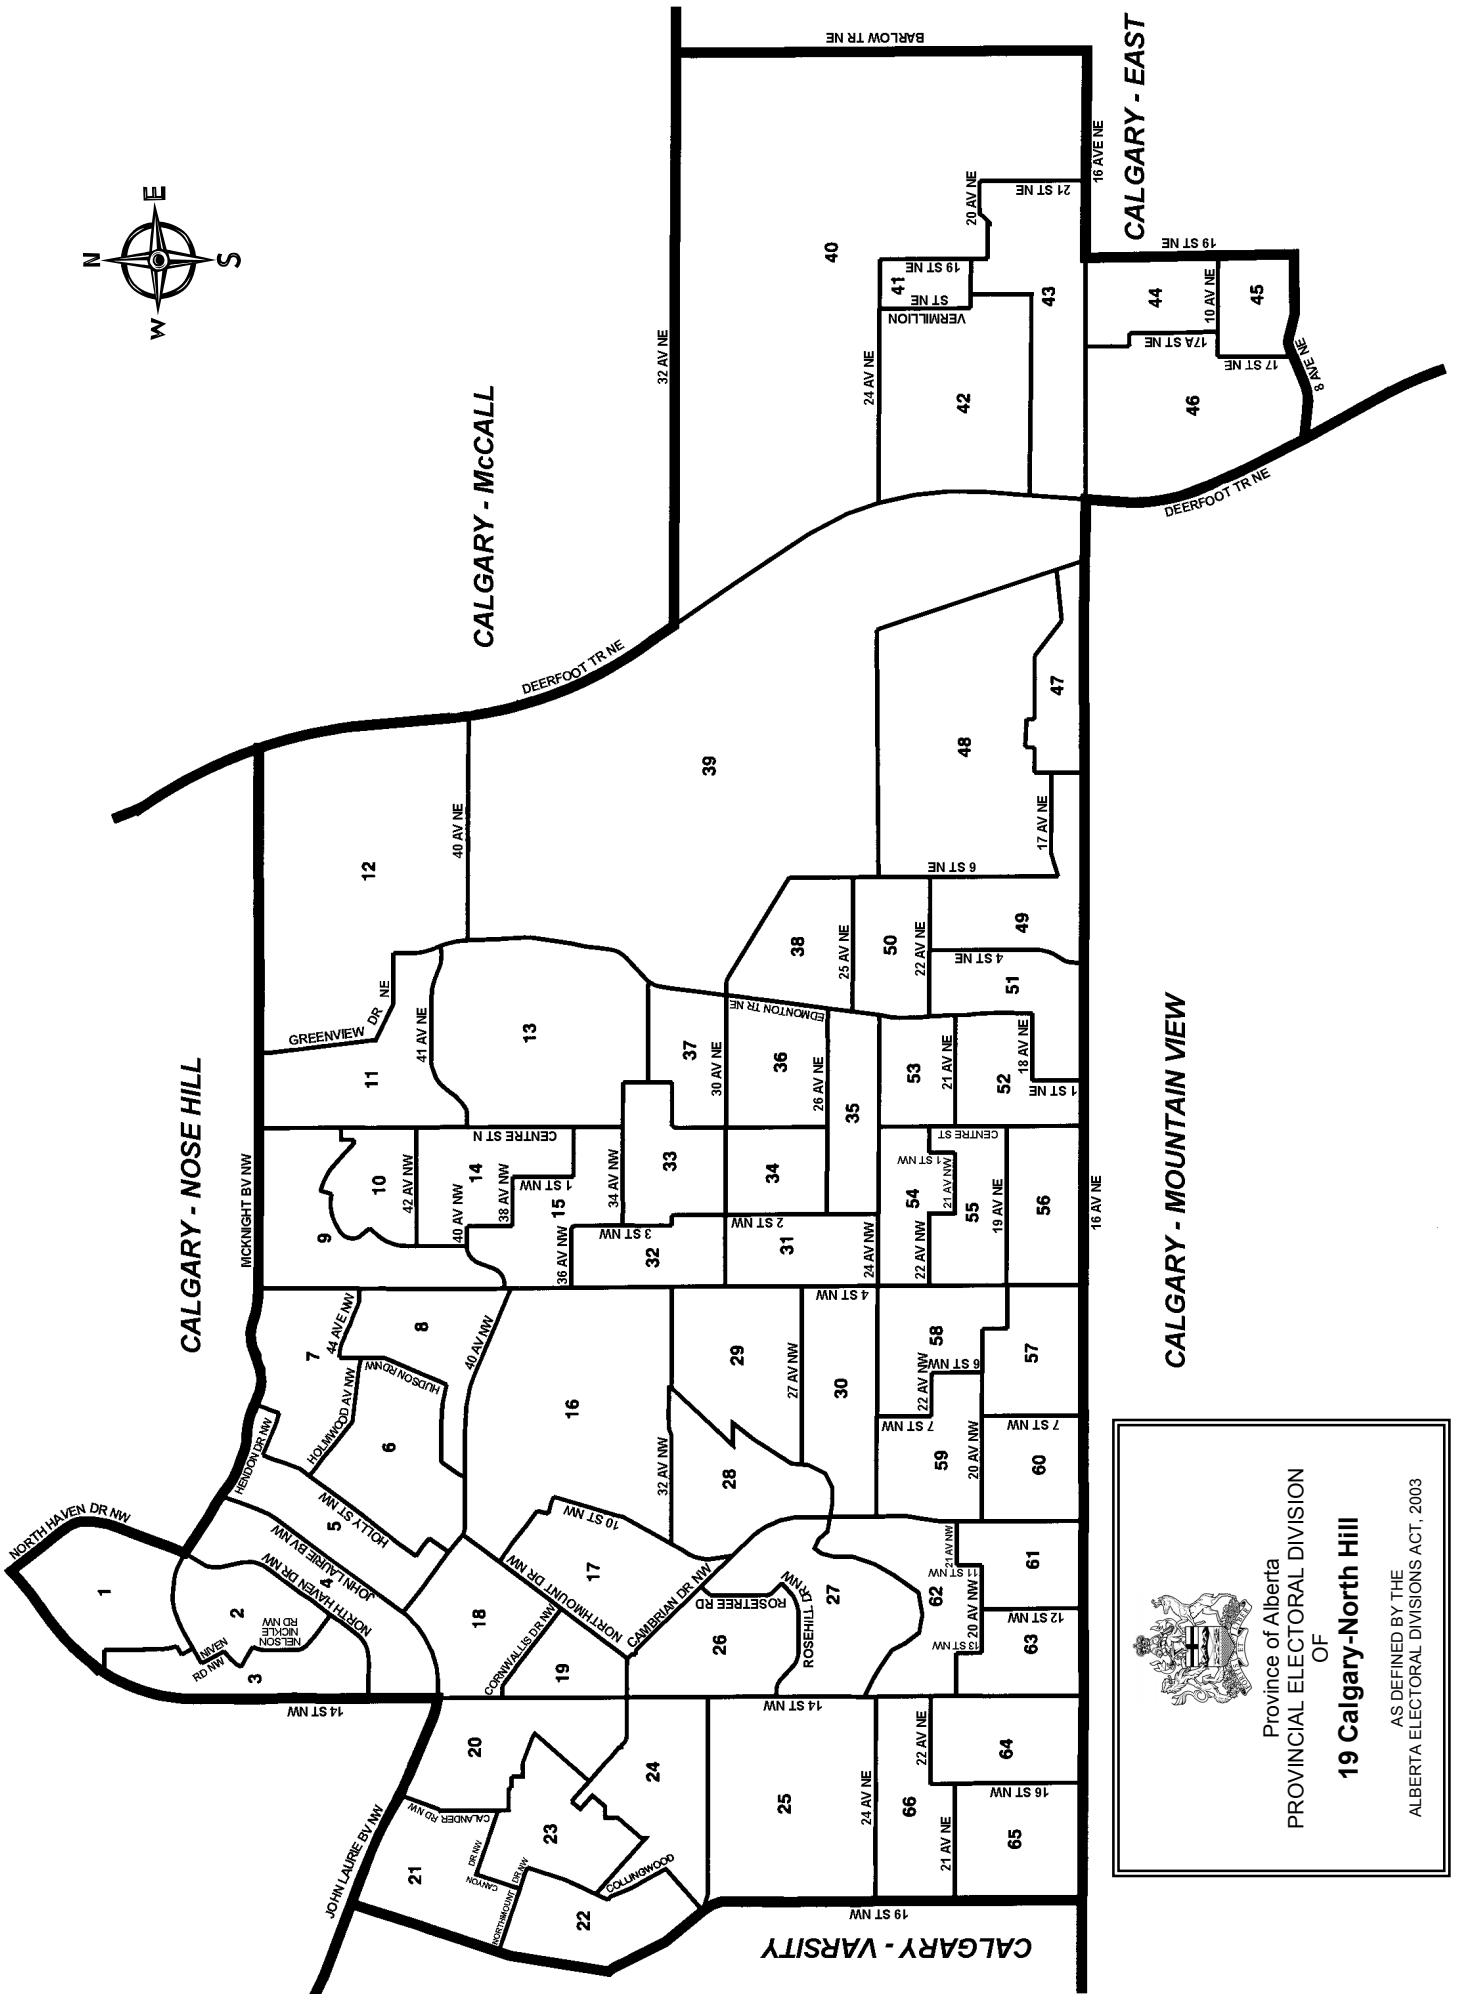 CALGARY - NOSE HILL
CALGARY - McCALL
CALGARY - EAST
CALGARY - MOUNTAIN VIEW
CALGARY - VARSITY
N
E
S
W
NORTH HAVEN DR NW
HENDON DR NW
MCKNIGHT BV NW
DEERFOOT TR NE
32 AV NE
BARLOW TR NE
16 AVE NE
19 ST NE
8 AVE NE
DEERFOOT TR NE
16 AV NE
19 ST NW
JOHN LAURIE BV NW
14 ST NW
1
2
3
4
5
6
7
8
9
10
11
12
13
14
15
16
17
18
19
20
21
22
23
24
25
26
27
28
29
30
31
32
33
34
35
36
37
38
39
40
41
42
43
44
45
46
47
48
49
50
51
52
53
54
55
56
57
58
59
60
61
62
63
64
65
66
NIVEN
RD NW
NELSON
NICKLE
RD NW
NORTH HAVEN DR NW
JOHN LAURIE BV NW
HOLLY ST NW
HOLMWOOD AV NW
44 AVE NW
HUDSON RD NW
40 AV NW
GREENVIEW
DR
NE
41 AV NE
40 AV NE
42 AV NW
40 AV NW
38 AV NW
1 ST NW
CENTRE ST N
36 AV NW
34 AV NW
3 ST NW
2 ST NW
30 AV NE
26 AV NE
EDMONTON TR NE
25 AV NE
22 AV NE
6 ST NE
4 ST NE
17 AV NE
21 AV NE
18 AV NE
1 ST NE
CENTRE ST
1 ST NW
21 AV NW
22 AV NW
19 AV NE
24 AV NW
4 ST NW
27 AV NW
32 AV NW
10 ST NW
NORTHMOUNT DR NW
CAMBRIAN DR NW
CORNWALLIS DR NW
ROSETREE RD
ROSEHILL DR NW
14 ST NW
CALANDER RD NW
CANYON
DR NW
NORTHMOUNT
DR NW
COLLINGWOOD
24 AV NE
22 AV NE
21 AV NE
16 ST NW
13 ST NW
20 AV NW
12 ST NW
11 ST NW
21 AV NW
20 AV NW
7 ST NW
7 ST NW
22 AV NW
6 ST NW
24 AV NE
VERMILLION
ST NE
19 ST NE
20 AV NE
21 ST NE
17A ST NE
10 AV NE
17 ST NE
Province of Alberta
PROVINCIAL ELECTORAL DIVISION
OF
19 Calgary-North Hill
AS DEFINED BY THE
ALBERTA ELECTORAL DIVISIONS ACT, 2003